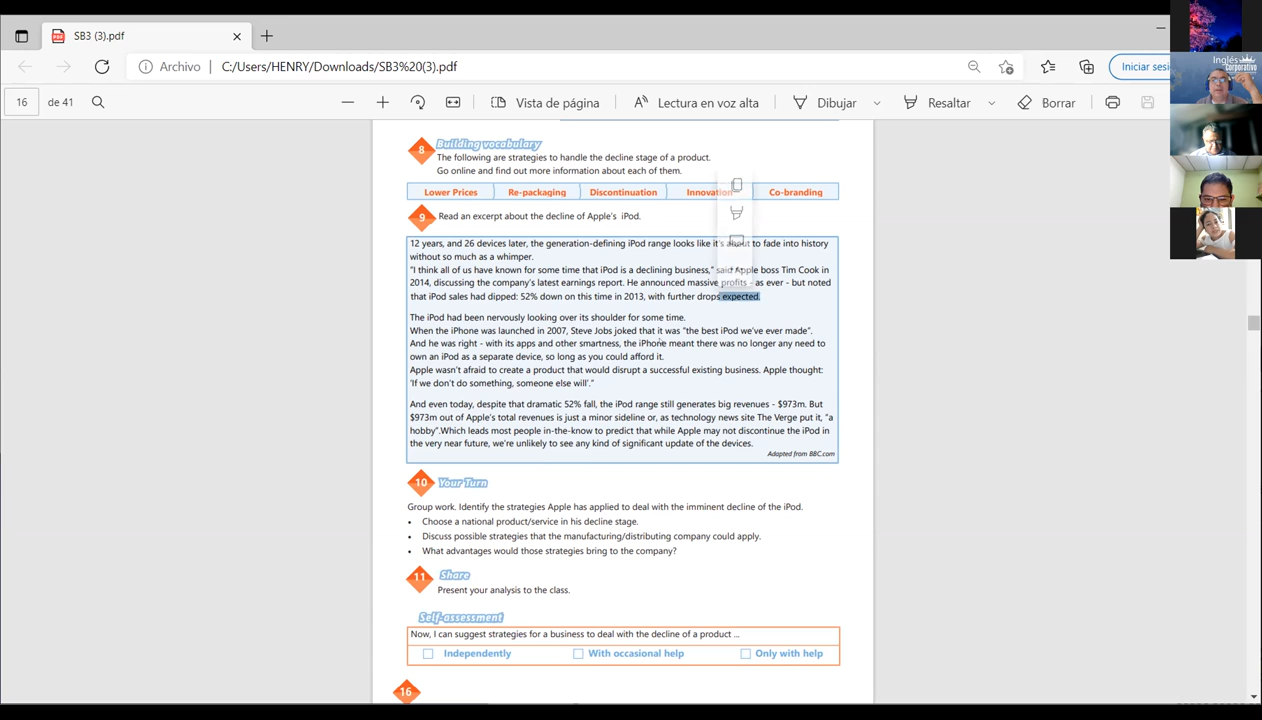 SB3 (3).pdf
Archivo
C:/Users/HENRY/Downloads/SB3%20(3).pdf
Iniciar sesi
16
de 41
Vista de página
Lectura en voz alta
Dibujar
Resaltar
Borrar
Inglés
Corporativo
8
Building vocabulary
The following are strategies to handle the decline stage of a product.
Go online and find out more information about each of them.
Lower Prices
Re-packaging
Discontinuation
Innovation
Co-branding
9
Read an excerpt about the decline of Apple's iPod.
12 years, and 26 devices later, the generation-defining iPod range looks like it's about to fade into history
without so much as a whimper.
"I think all of us have known for some time that iPod is a declining business," said Apple boss Tim Cook in
2014, discussing the company's latest earnings report. He announced massive profits - as ever - but noted
that iPod sales had dipped: 52% down on this time in 2013, with further drops expected.
The iPod had been nervously looking over its shoulder for some time.
When the iPhone was launched in 2007, Steve Jobs joked that it was "the best iPod we've ever made".
And he was right - with its apps and other smartness, the iPhone meant there was no longer any need to
own an iPod as a separate device, so long as you could afford it.
Apple wasn't afraid to create a product that would disrupt a successful existing business. Apple thought:
'If we don't do something, someone else will'."
And even today, despite that dramatic 52% fall, the iPod range still generates big revenues - $973m. But
$973m out of Apple's total revenues is just a minor sideline or, as technology news site The Verge put it, "a
hobby".Which leads most people in-the-know to predict that while Apple may not discontinue the iPod in
the very near future, we're unlikely to see any kind of significant update of the devices.
Adapted from BBC.com
10
Your Turn
Group work. Identify the strategies Apple has applied to deal with the imminent decline of the iPod.
• Choose a national product/service in his decline stage.
• Discuss possible strategies that the manufacturing/distributing company could apply.
• What advantages would those strategies bring to the company?
11
Share
Present your analysis to the class.
Self-assessment
Now, I can suggest strategies for a business to deal with the decline of a product ...
Independently
With occasional help
Only with help
16